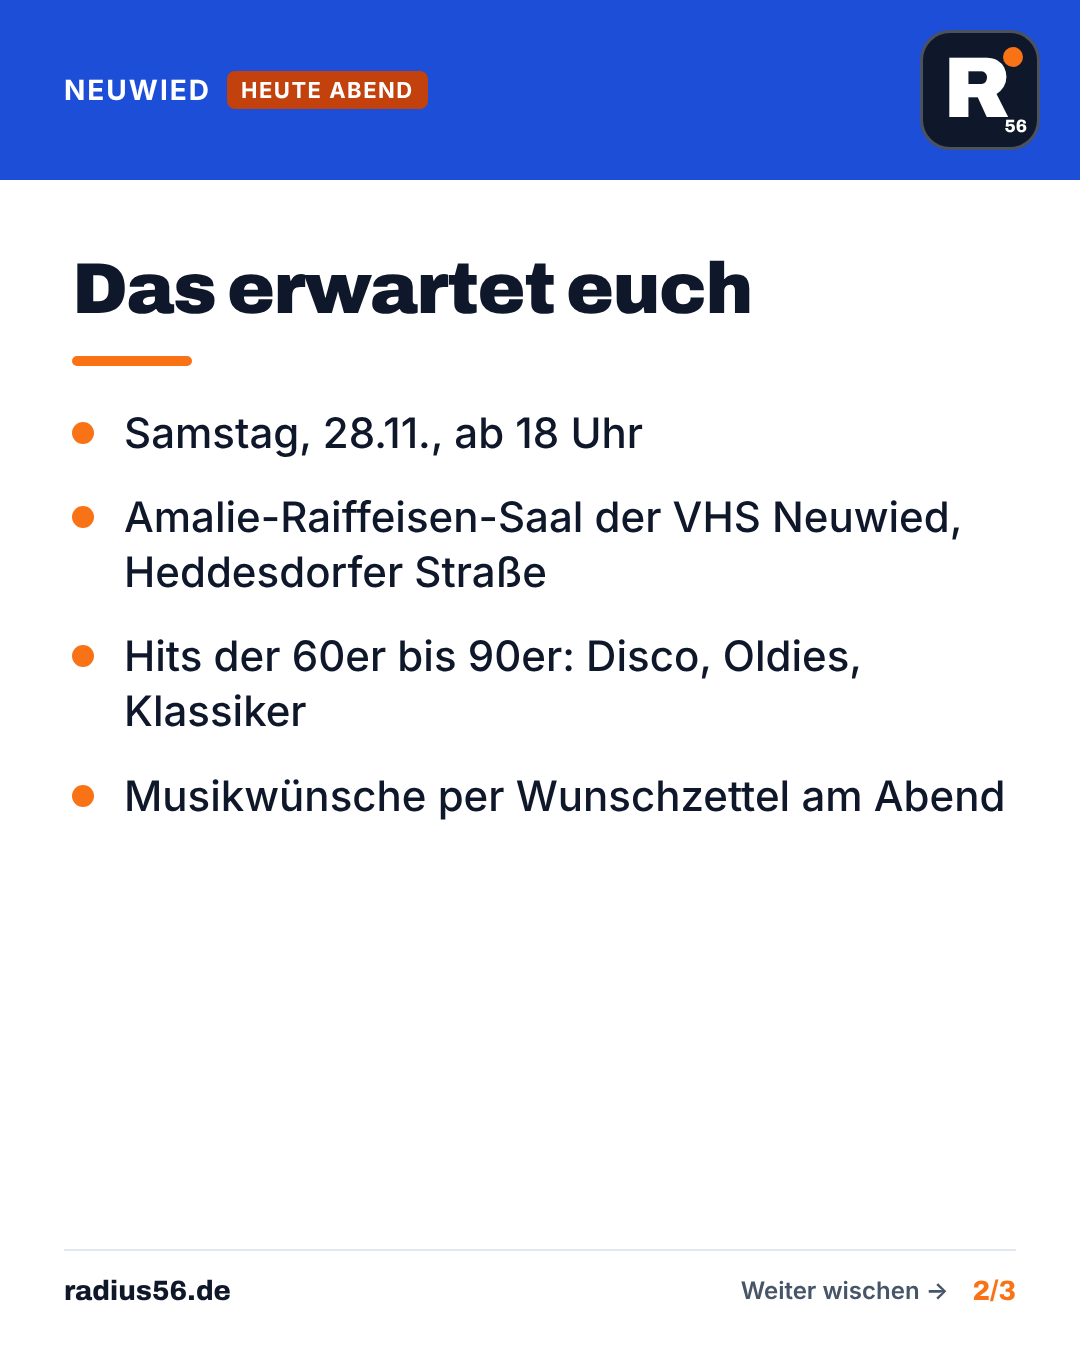 NEUWIED HEUTE ABEND
R
56
Das erwartet euch
Samstag, 28.11., ab 18 Uhr
Amalie-Raiffeisen-Saal der VHS Neuwied,
Heddesdorfer Straße
Hits der 60er bis 90er: Disco, Oldies,
Klassiker
Musikwünsche per Wunschzettel am Abend
radius56.de Weiter wischen → 2/3